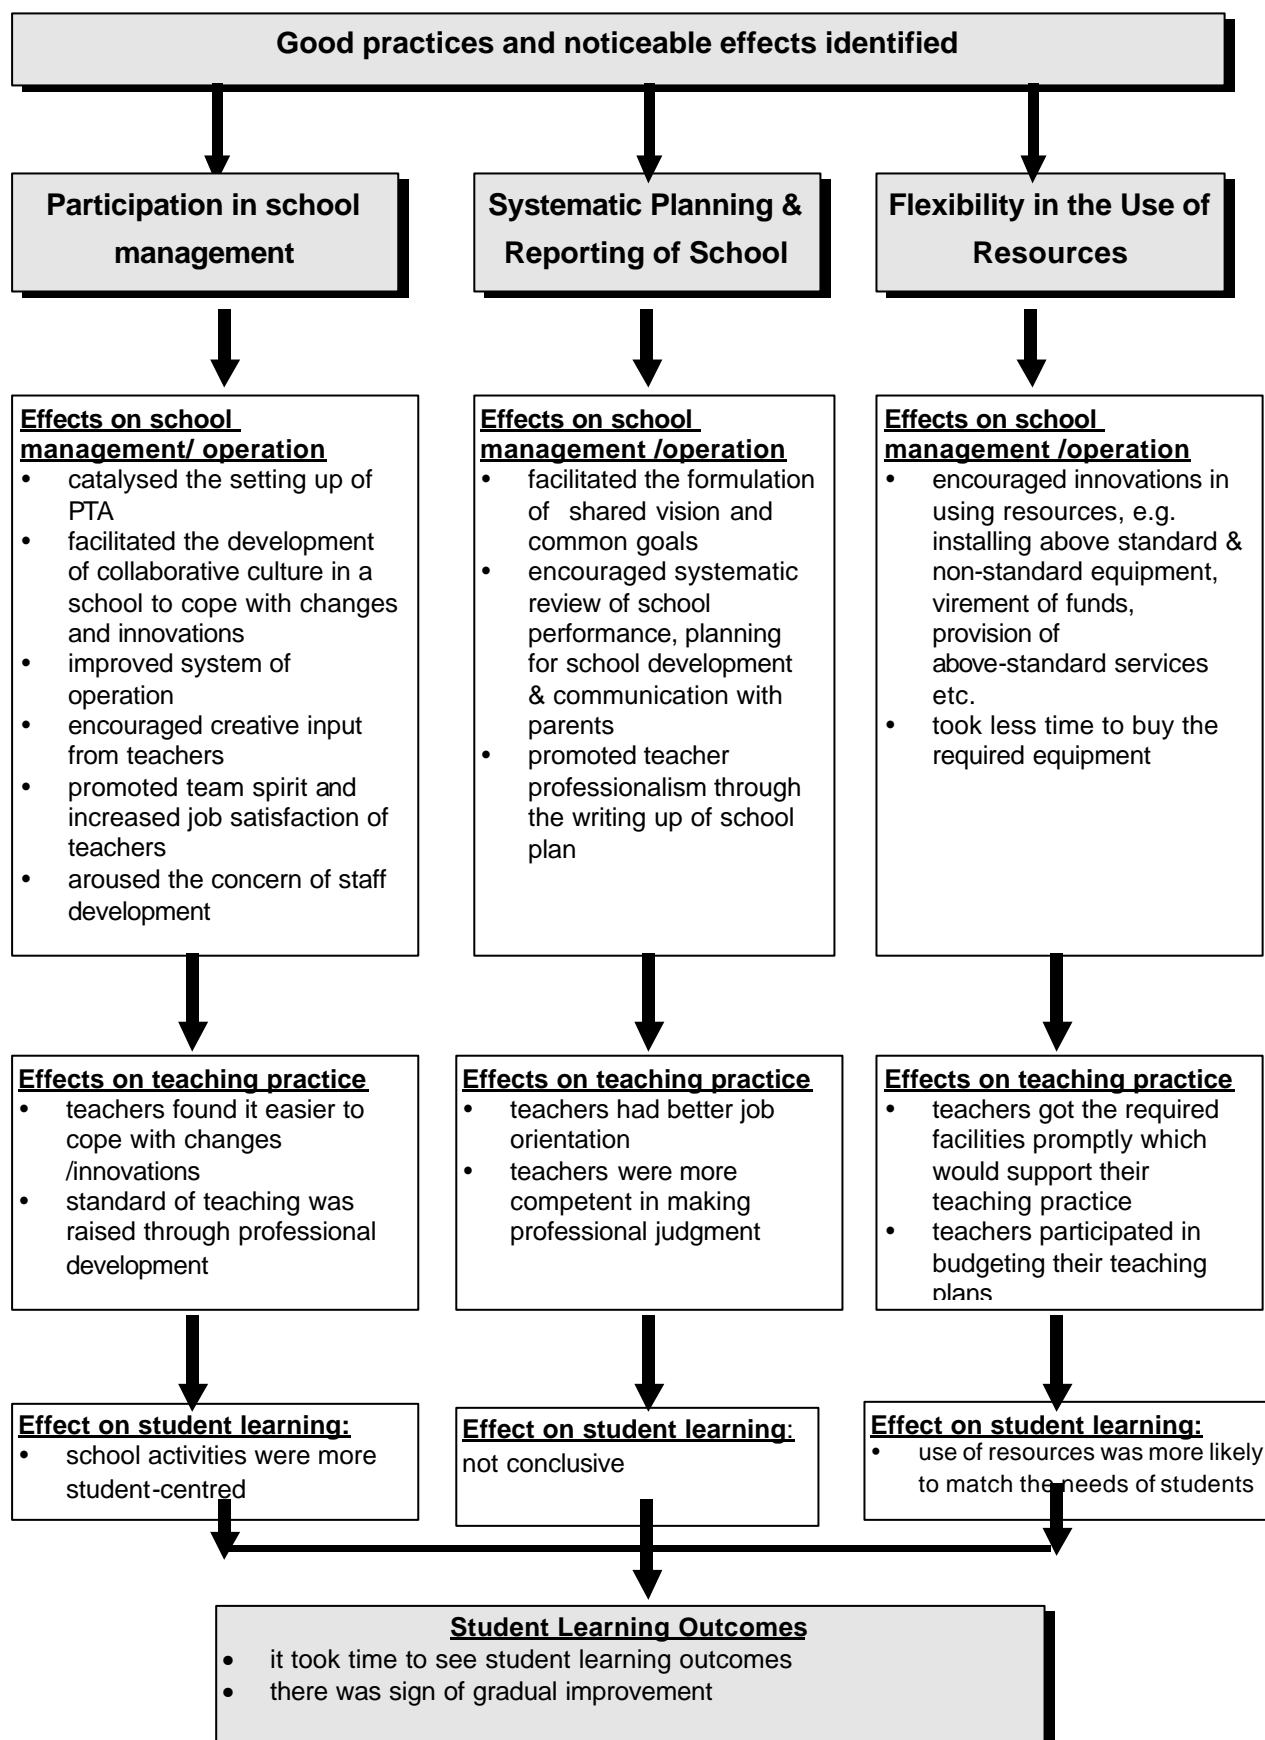 Good practices and noticeable effects identified
Participation in school
management
Systematic Planning &
Reporting of School
Flexibility in the Use of
Resources
Effects on school
management/ operation
• catalysed the setting up of
PTA
• facilitated the development
of collaborative culture in a
school to cope with changes
and innovations
• improved system of
operation
• encouraged creative input
from teachers
• promoted team spirit and
increased job satisfaction of
teachers
• aroused the concern of staff
development
Effects on school
management /operation
• facilitated the formulation
of shared vision and
common goals
• encouraged systematic
review of school
performance, planning
for school development
& communication with
parents
• promoted teacher
professionalism through
the writing up of school
plan
Effects on school
management /operation
• encouraged innovations in
using resources, e.g.
installing above standard &
non-standard equipment,
virement of funds,
provision of
above-standard services
etc.
• took less time to buy the
required equipment
Effects on teaching practice
• teachers found it easier to
cope with changes
/innovations
• standard of teaching was
raised through professional
development
Effects on teaching practice
• teachers had better job
orientation
• teachers were more
competent in making
professional judgment
Effects on teaching practice
• teachers got the required
facilities promptly which
would support their
teaching practice
• teachers participated in
budgeting their teaching
plans
Effect on student learning:
• school activities were more
student-centred
Effect on student learning:
not conclusive
Effect on student learning:
• use of resources was more likely
to match the needs of students
Student Learning Outcomes
• it took time to see student learning outcomes
• there was sign of gradual improvement